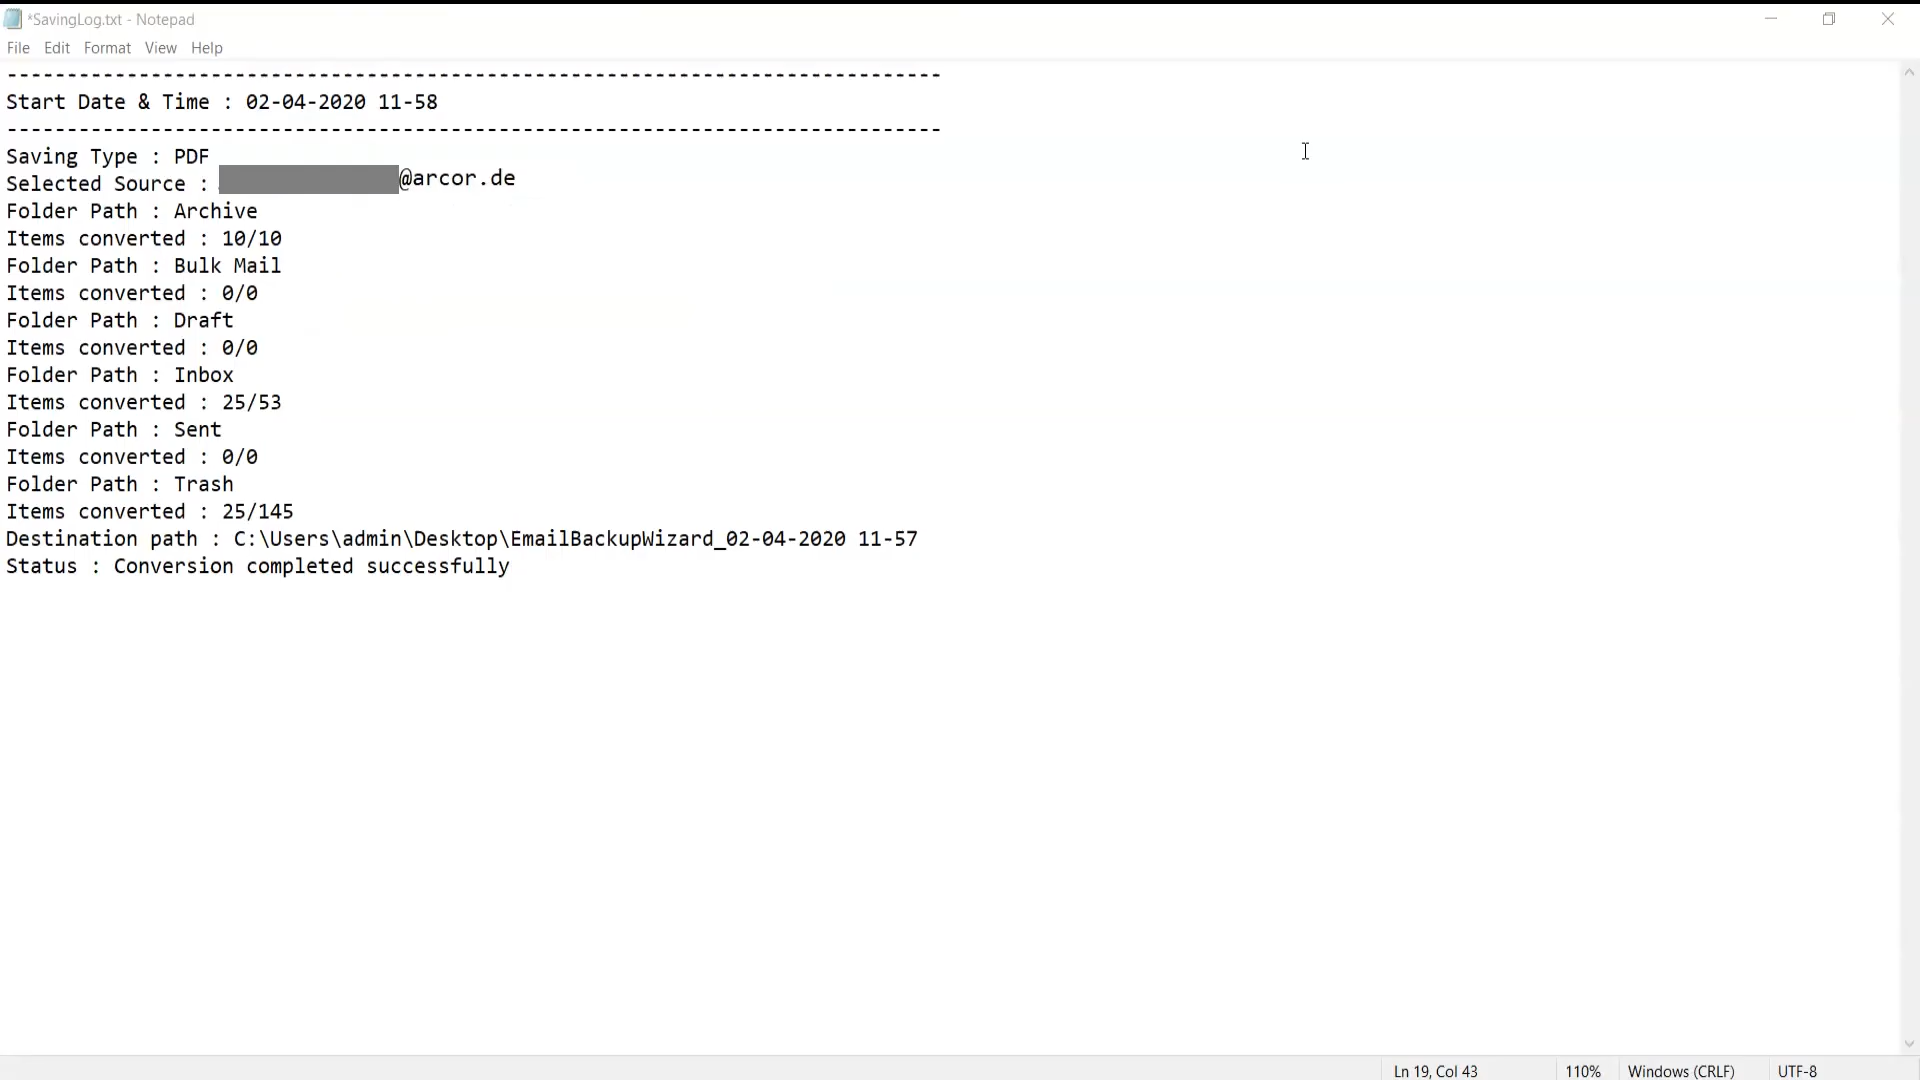 *SavingLog.txt - Notepad
File Edit Format View Help
------------------------------------------------------------------------------
Start Date & Time : 02-04-2020 11-58
------------------------------------------------------------------------------
Saving Type : PDF
Selected Source : @arcor.de
Folder Path : Archive
Items converted : 10/10
Folder Path : Bulk Mail
Items converted : 0/0
Folder Path : Draft
Items converted : 0/0
Folder Path : Inbox
Items converted : 25/53
Folder Path : Sent
Items converted : 0/0
Folder Path : Trash
Items converted : 25/145
Destination path : C:\Users\admin\Desktop\EmailBackupWizard_02-04-2020 11-57
Status : Conversion completed successfully
Ln 19, Col 43 110% Windows (CRLF) UTF-8